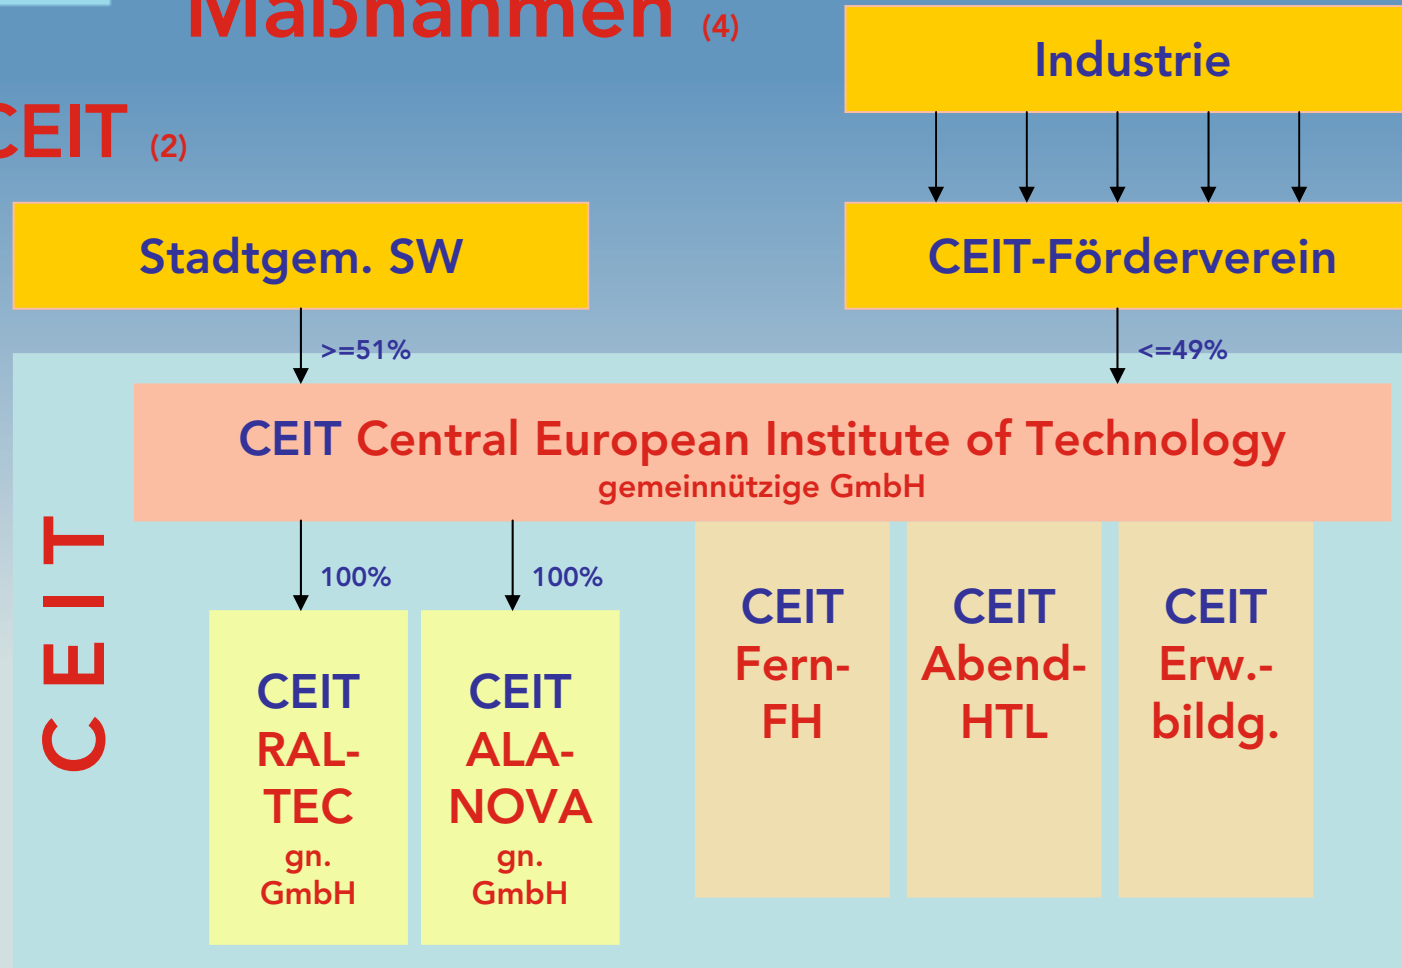 Maßnahmen (4)
CEIT (2)
Industrie
Stadtgem. SW
CEIT-Förderverein
>=51%
<=49%
CEIT Central European Institute of Technology
gemeinnützige GmbH
CEIT
100%
100%
CEIT
RAL-
TEC
gn.
GmbH
CEIT
ALA-
NOVA
gn.
GmbH
CEIT
Fern-
FH
CEIT
Abend-
HTL
CEIT
Erw.-
bildg.